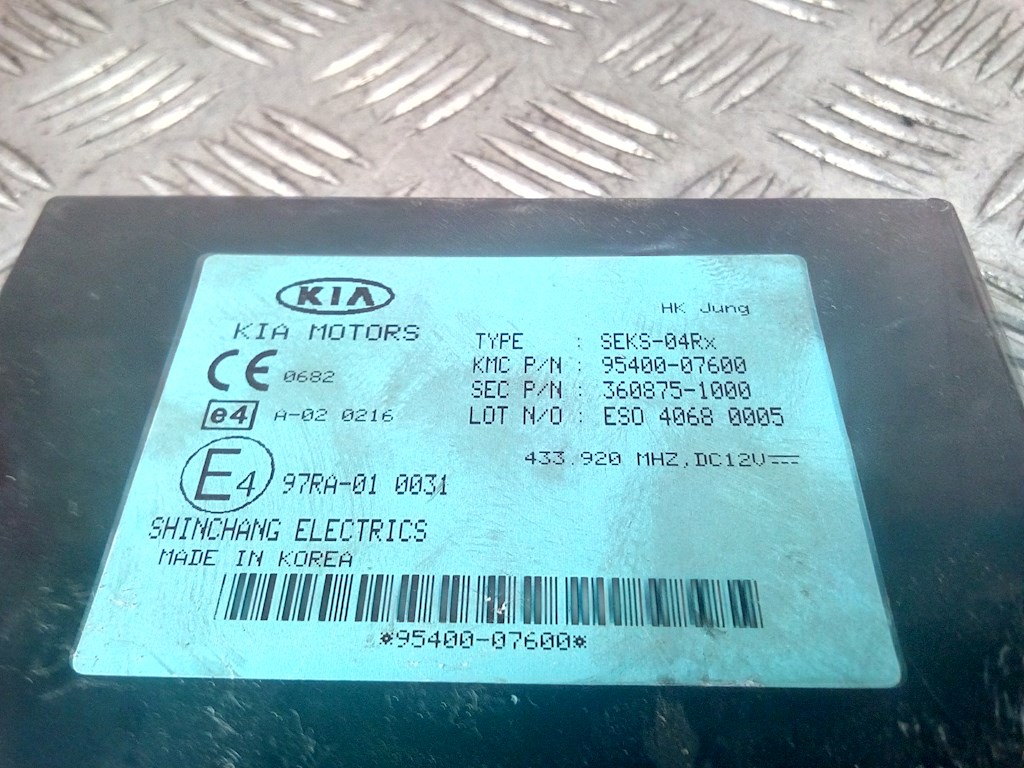 KIA
KIA MOTORS
HK Jung
TYPE : SEKS-04Rx
KMC P/N : 95400-07600
SEC P/N : 360875-1000
LOT N/O : ESO 4068 0005
433.920 MHZ,DC12V
CE 0682
e4 A-02 0216
E4 97RA-01 0031
SHINCHANG ELECTRICS
MADE IN KOREA
*95400-07600*